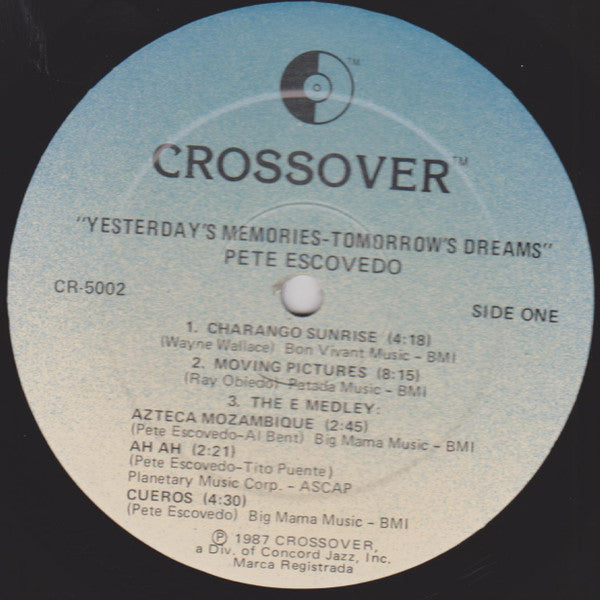 TM
CROSSOVER TM
"YESTERDAY'S MEMORIES-TOMORROW'S DREAMS"
PETE ESCOVEDO
CR-5002
SIDE ONE
1. CHARANGO SUNRISE (4:18)
(Wayne Wallace) Bon Vivant Music - BMI
2. MOVING PICTURES (8:15)
(Ray Obiedo) Petada Music - BMI
3. THE E MEDLEY:
AZTECA MOZAMBIQUE (2:45)
(Pete Escovedo-Al Bent) Big Mama Music - BMI
AH AH (2:21)
(Pete Escovedo-Tito Puente)
Planetary Music Corp. - ASCAP
CUEROS (4:30)
(Pete Escovedo) Big Mama Music - BMI
Ⓟ 1987 CROSSOVER,
a Div. of Concord Jazz, Inc.
Marca Registrada